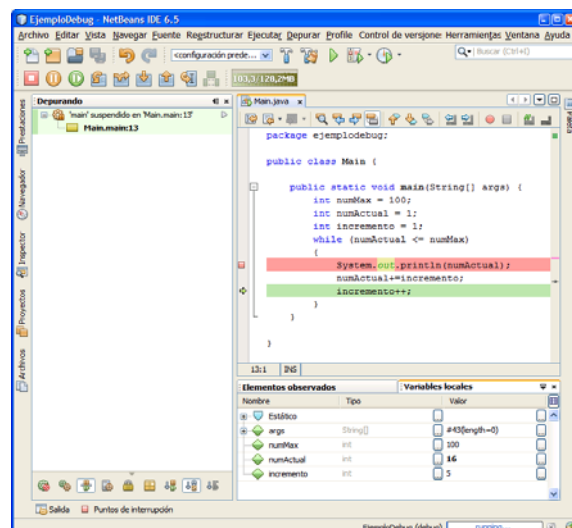 EjemploDebug - NetBeans IDE 6.5
Archivo Editar Vista Navegar Fuente Reestructurar Ejecutar Depurar Profile Control de versiones Herramientas Ventana Ayuda
<configuración prede...
Buscar (Ctrl+I)
103,3/128,2MB
Depurando
'main' suspendido en 'Main.main:13'
Main.main:13
Prestaciones
Navegador
Inspector
Proyectos
Archivos
Paleta
Main.java
package ejemplodebug;
public class Main {
public static void main(String[] args) {
int numMax = 100;
int numActual = 1;
int incremento = 1;
while (numActual <= numMax)
{
System.out.println(numActual);
numActual+=incremento;
incremento++;
}
}
}
13:1 INS
Elementos observados Variables locales
Nombre Tipo Valor
Estático
args String[] #43(length=0)
numMax int 100
numActual int 16
incremento int 5
Salida Puntos de interrupción
EjemploDebug (debug) running...